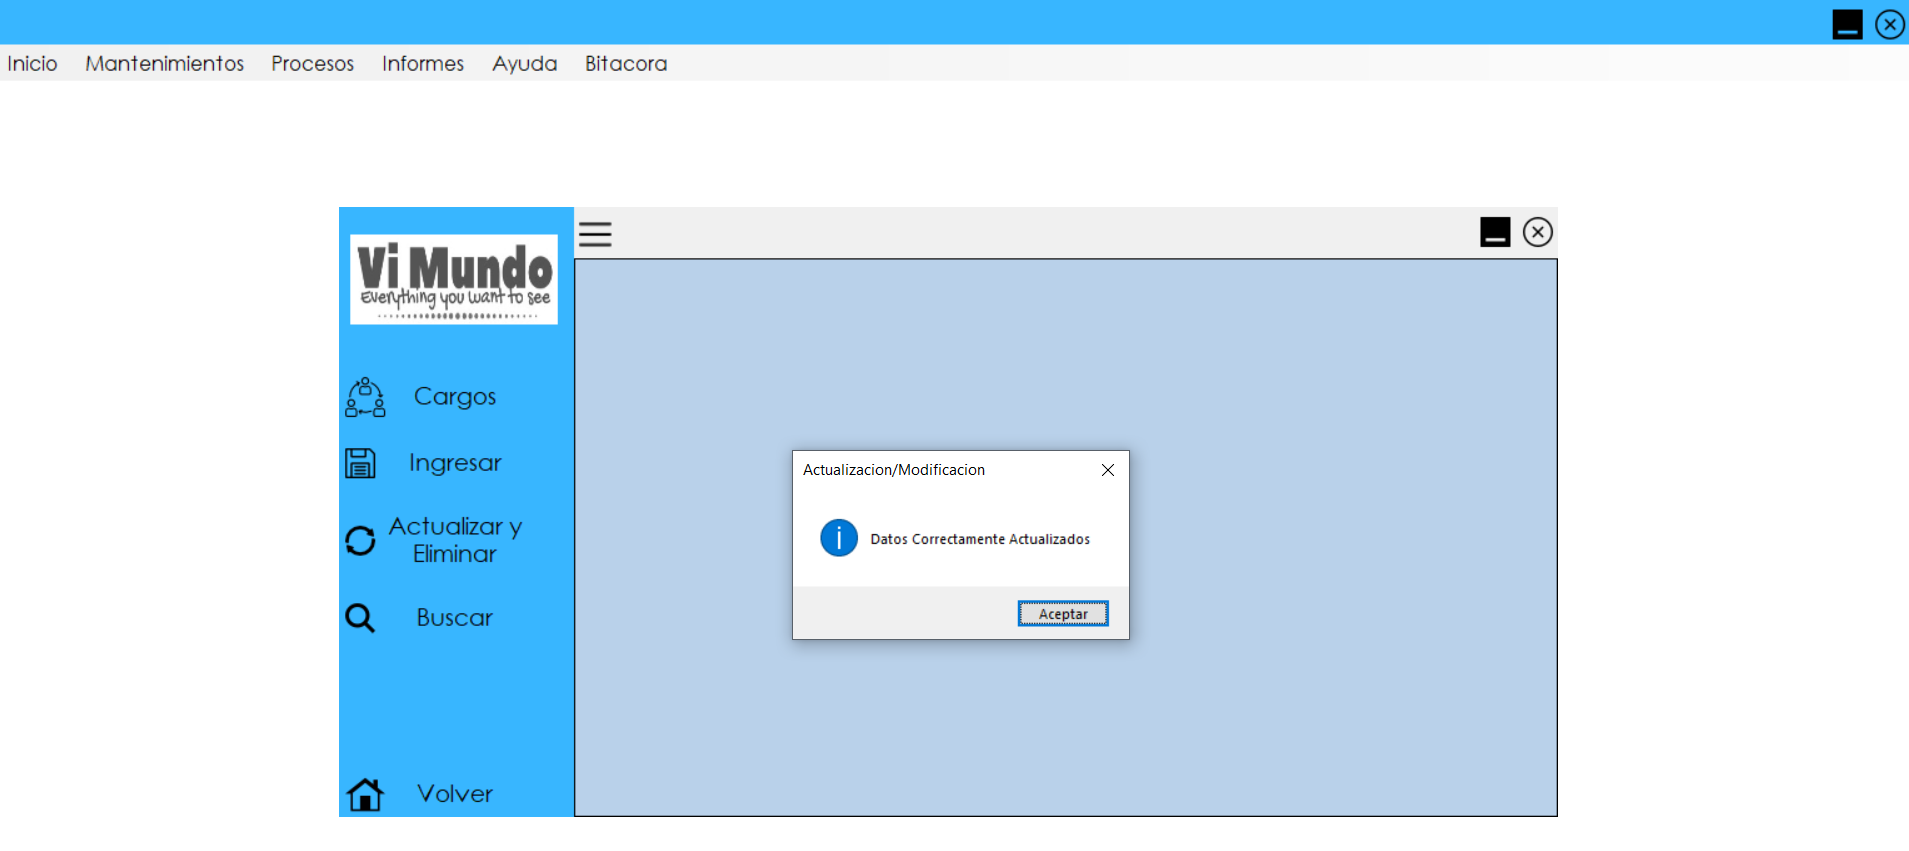 Inicio Mantenimientos Procesos Informes Ayuda Bitacora
Vi Mundo
Everything you want to see
Cargos
Ingresar
Actualizar y
Eliminar
Buscar
Volver
Actualizacion/Modificacion
Datos Correctamente Actualizados
Aceptar